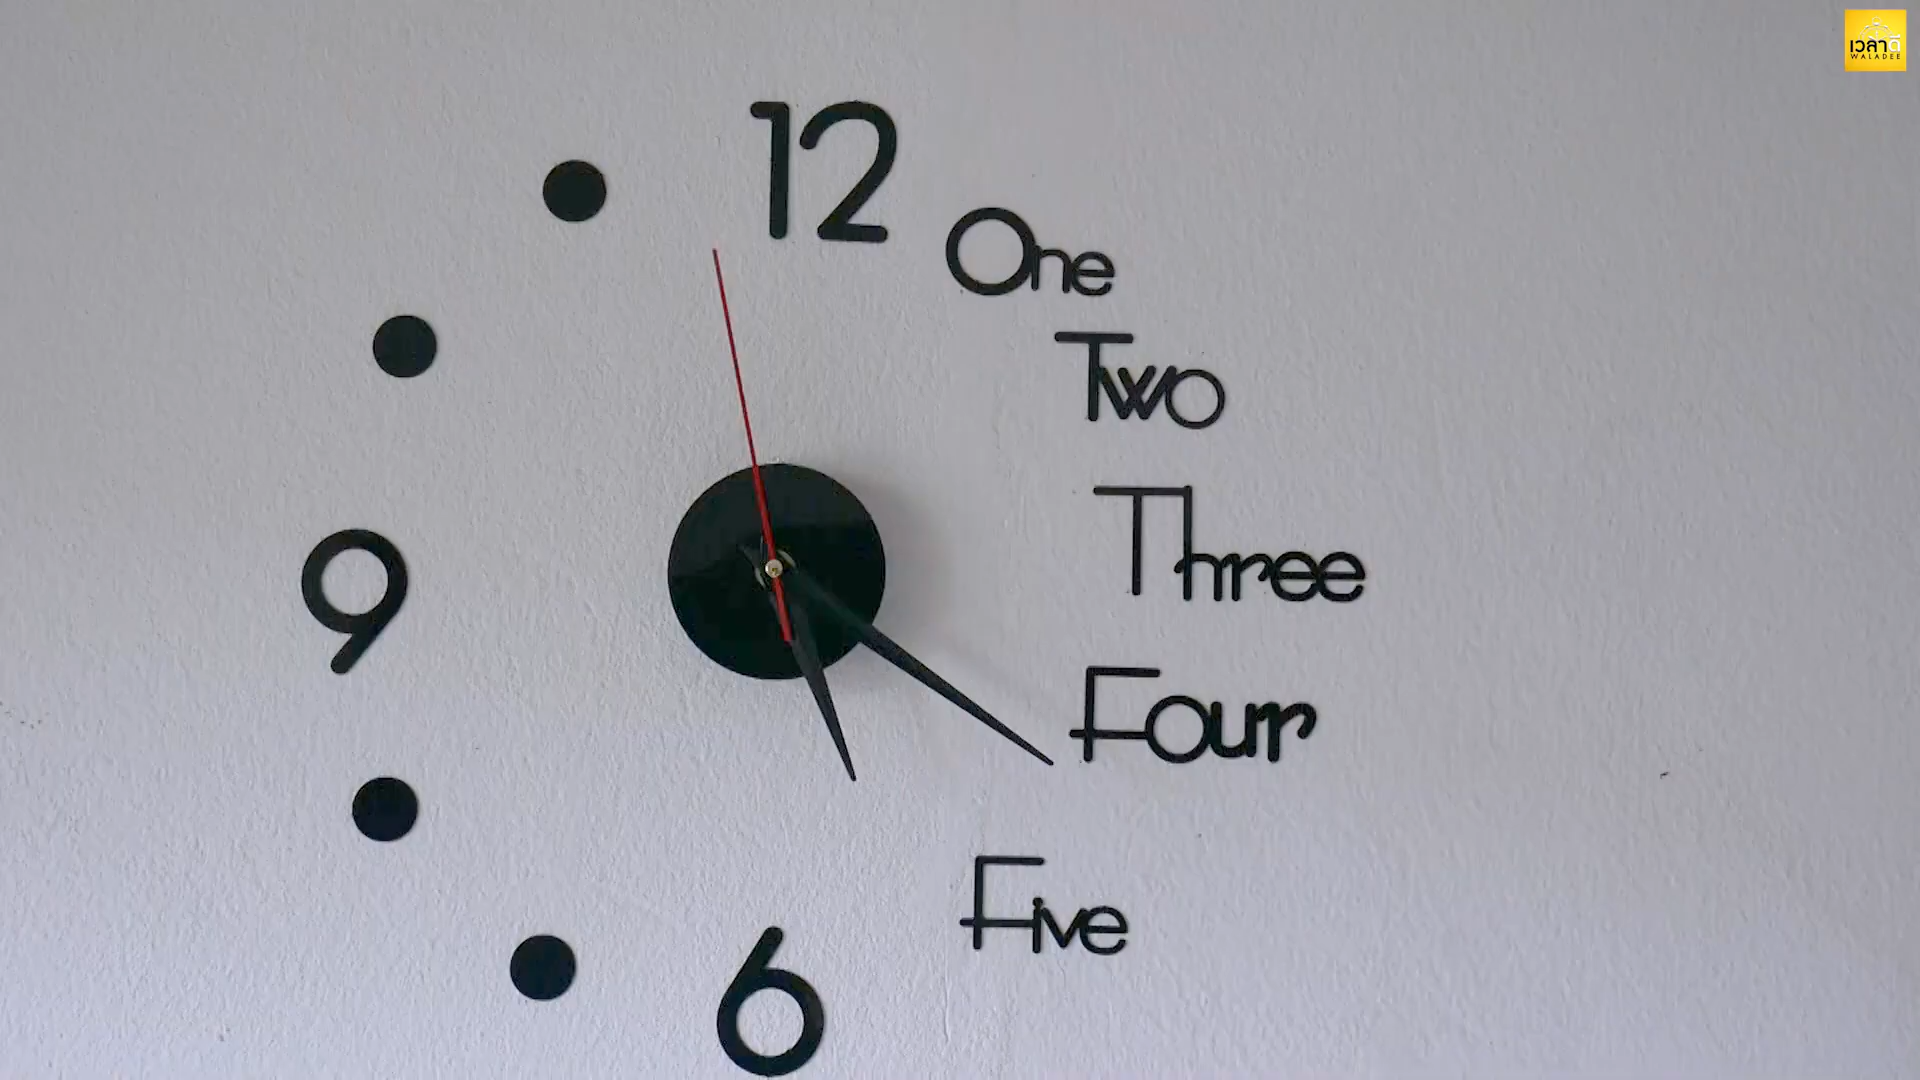 เวลาดี
WALADEE
12
One
Two
Three
9
Four
Five
6